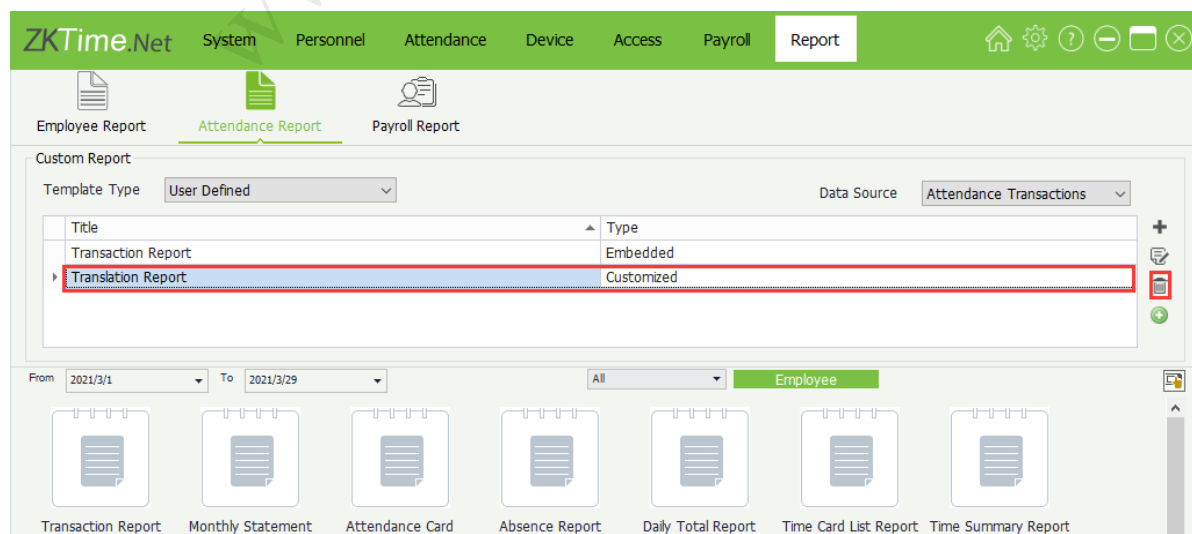 ZKTime.Net System Personnel Attendance Device Access Payroll Report
Employee Report Attendance Report Payroll Report
Custom Report
Template Type User Defined Data Source Attendance Transactions
Title Type
Transaction Report Embedded
Translation Report Customized
From 2021/3/1 To 2021/3/29 All Employee
Transaction Report Monthly Statement Attendance Card Absence Report Daily Total Report Time Card List Report Time Summary Report